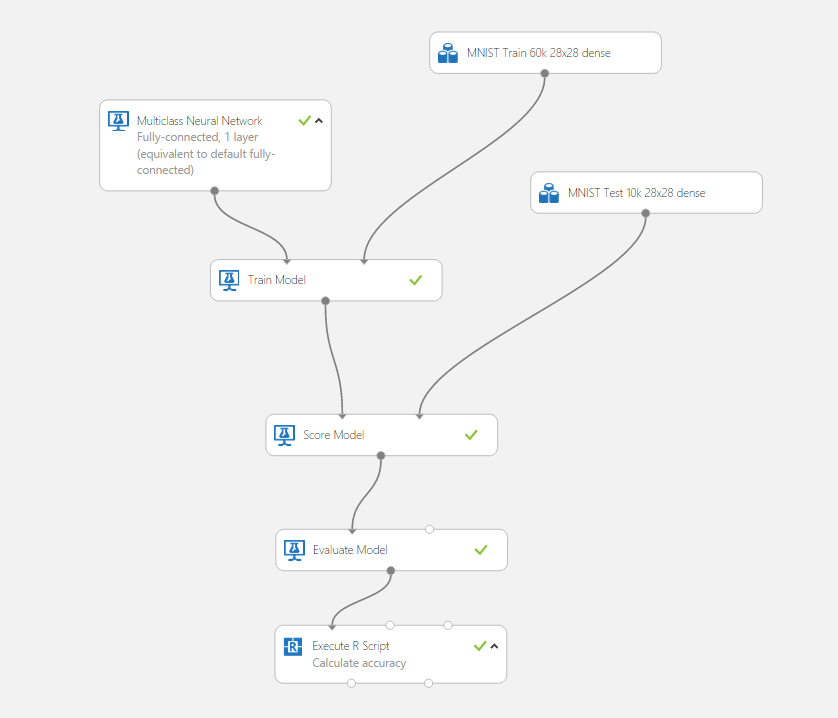 MNIST Train 60k 28x28 dense
Multiclass Neural Network
Fully-connected, 1 layer
(equivalent to default fully-
connected)
MNIST Test 10k 28x28 dense
Train Model
Score Model
Evaluate Model
R
Execute R Script
Calculate accuracy